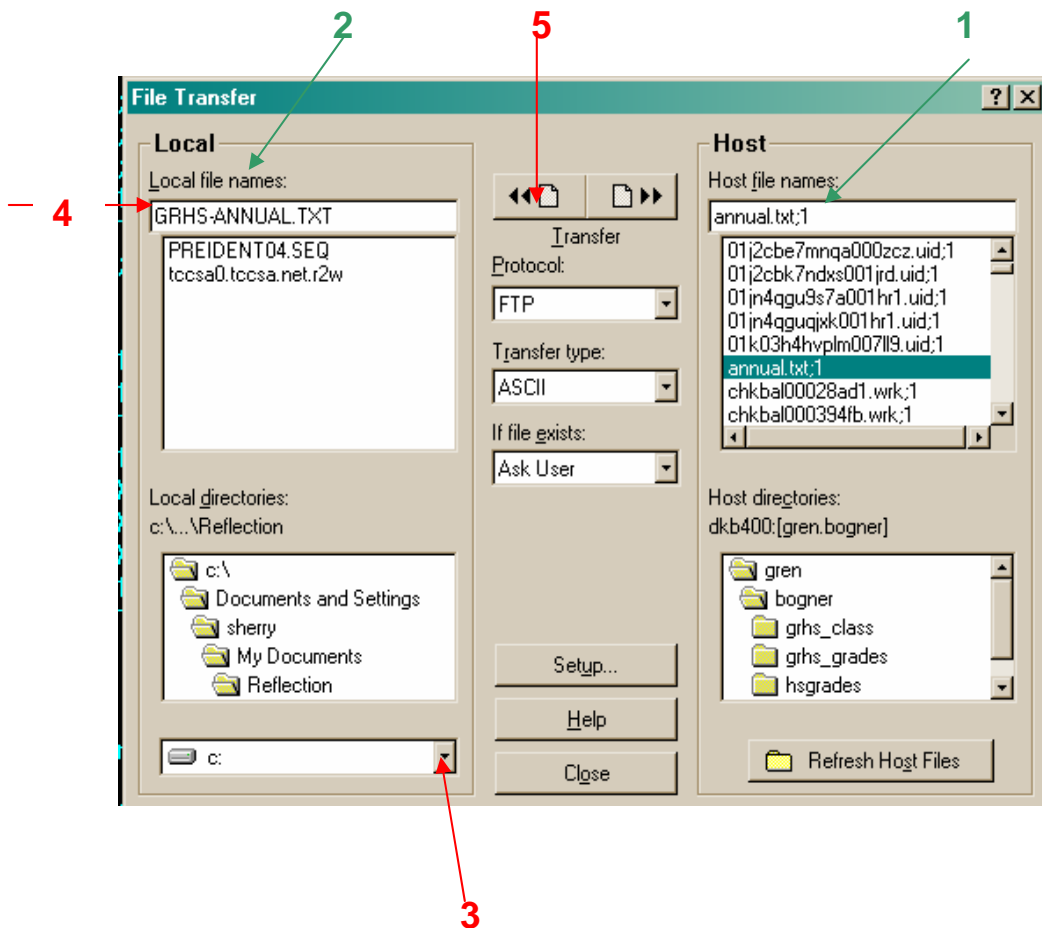 2
5
1
File Transfer
Local
Local file names:
4
GRHS-ANNUAL.TXT
PREIDENT04.SEQ
tccsa0.tccsa.net.r2w
Local directories:
c:\...\Reflection
c:\
Documents and Settings
sherry
My Documents
Reflection
c:
3
Transfer
Protocol:
FTP
Transfer type:
ASCII
If file exists:
Ask User
Setup...
Help
Close
Host
Host file names:
annual.txt;1
01j2cbe7mnqa000zcz.uid;1
01j2cbk7ndxs001jrd.uid;1
01jn4qgu9s7a001hr1.uid;1
01jn4qguqjxk001hr1.uid;1
01k03h4hvplm007ll9.uid;1
annual.txt;1
chkbal00028ad1.wrk;1
chkbal000394fb.wrk;1
Host directories:
dkb400:[gren.bogner]
gren
bogner
grhs_class
grhs_grades
hsgrades
Refresh Host Files